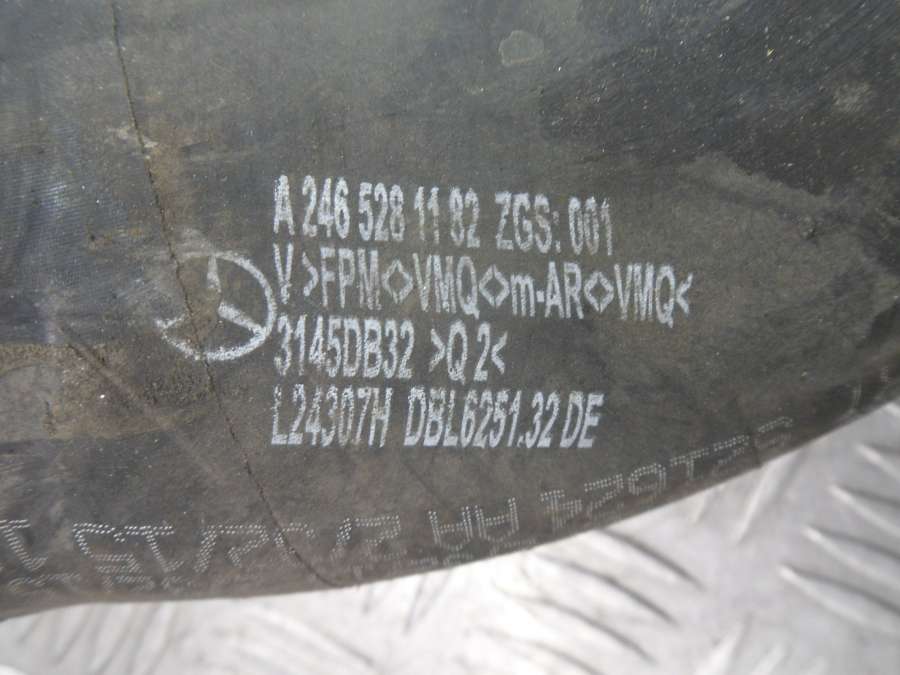 A 246 528 11 82 ZGS: 001
V >FPM<>VMQ<>m-AR<>VMQ<
3145DB32 >Q 2<
L24307H DBL6251.32 DE